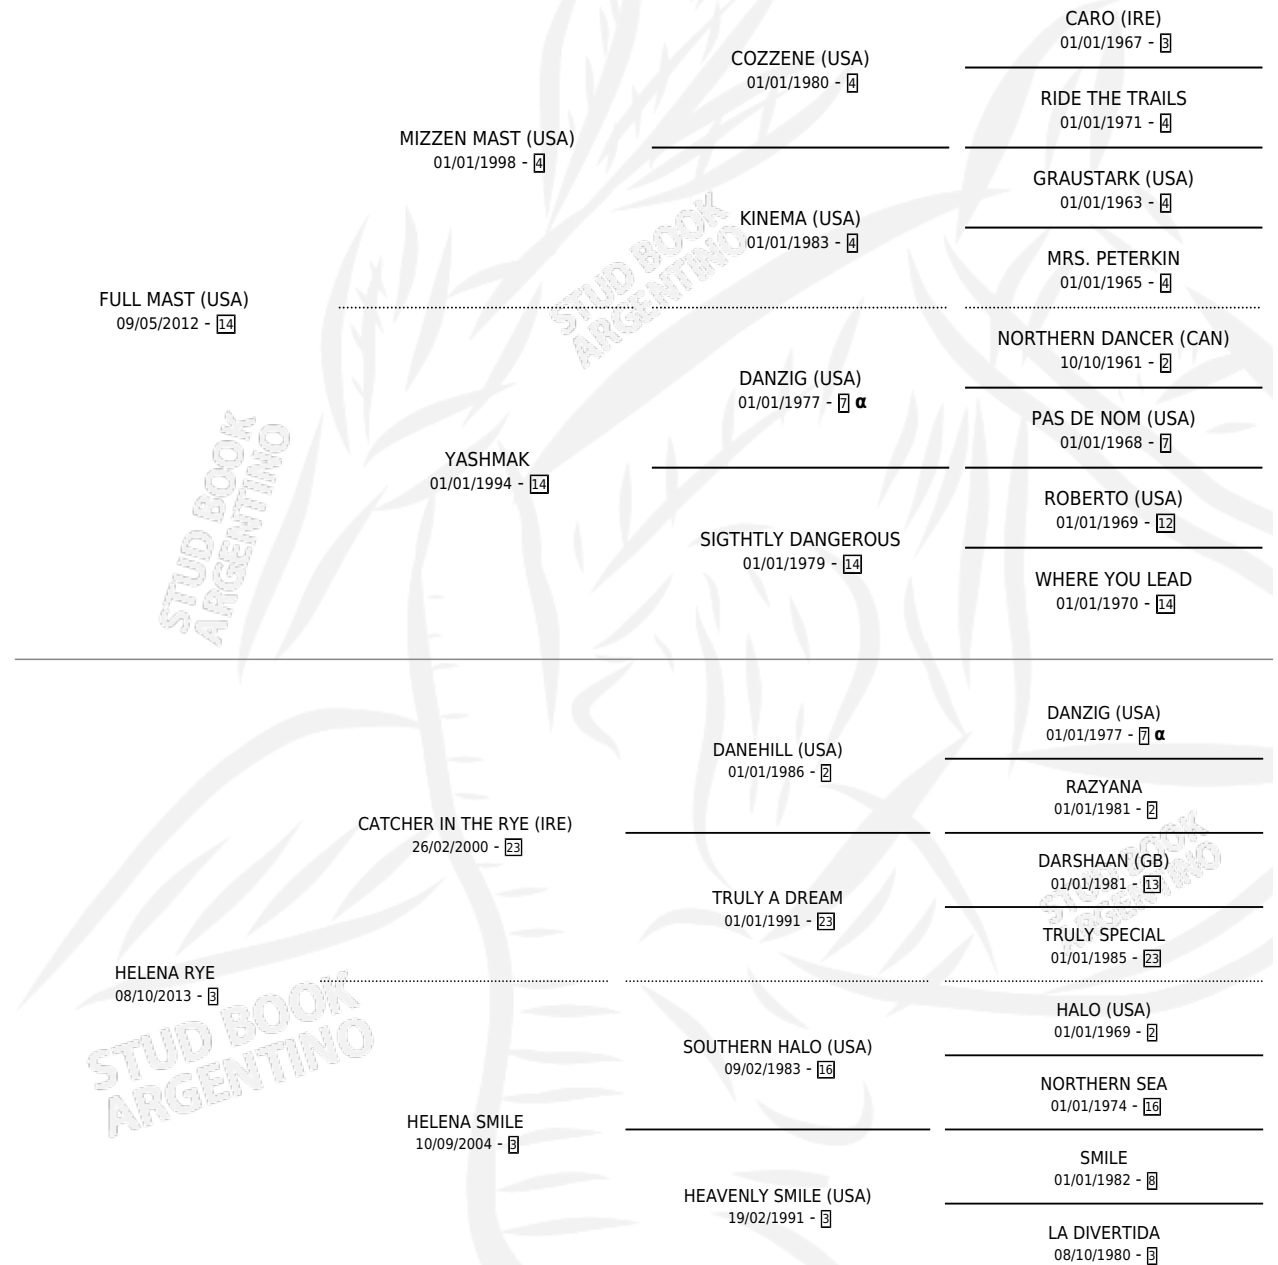 CARO (IRE)
01/01/1967 - 3
COZZENE (USA)
01/01/1980 - 4
RIDE THE TRAILS
01/01/1971 - 4
MIZZEN MAST (USA)
01/01/1998 - 4
GRAUSTARK (USA)
01/01/1963 - 4
KINEMA (USA)
01/01/1983 - 4
MRS. PETERKIN
01/01/1965 - 4
FULL MAST (USA)
09/05/2012 - 14
NORTHERN DANCER (CAN)
10/10/1961 - 2
DANZIG (USA)
01/01/1977 - 7 α
PAS DE NOM (USA)
01/01/1968 - 7
YASHMAK
01/01/1994 - 14
ROBERTO (USA)
01/01/1969 - 12
SIGTHTLY DANGEROUS
01/01/1979 - 14
WHERE YOU LEAD
01/01/1970 - 14
DANZIG (USA)
01/01/1977 - 7 α
DANEHILL (USA)
01/01/1986 - 2
RAZYANA
01/01/1981 - 2
CATCHER IN THE RYE (IRE)
26/02/2000 - 23
DARSHAAN (GB)
01/01/1981 - 13
TRULY A DREAM
01/01/1991 - 23
TRULY SPECIAL
01/01/1985 - 23
HELENA RYE
08/10/2013 - 3
HALO (USA)
01/01/1969 - 2
SOUTHERN HALO (USA)
09/02/1983 - 16
NORTHERN SEA
01/01/1974 - 16
HELENA SMILE
10/09/2004 - 3
SMILE
01/01/1982 - 8
HEAVENLY SMILE (USA)
19/02/1991 - 3
LA DIVERTIDA
08/10/1980 - 3
STUD BOOK
ARGENTINO
STUD BOOK
ARGENTINO
STUD BOOK
ARGENTINO
STUD BOOK
ARGENTINO